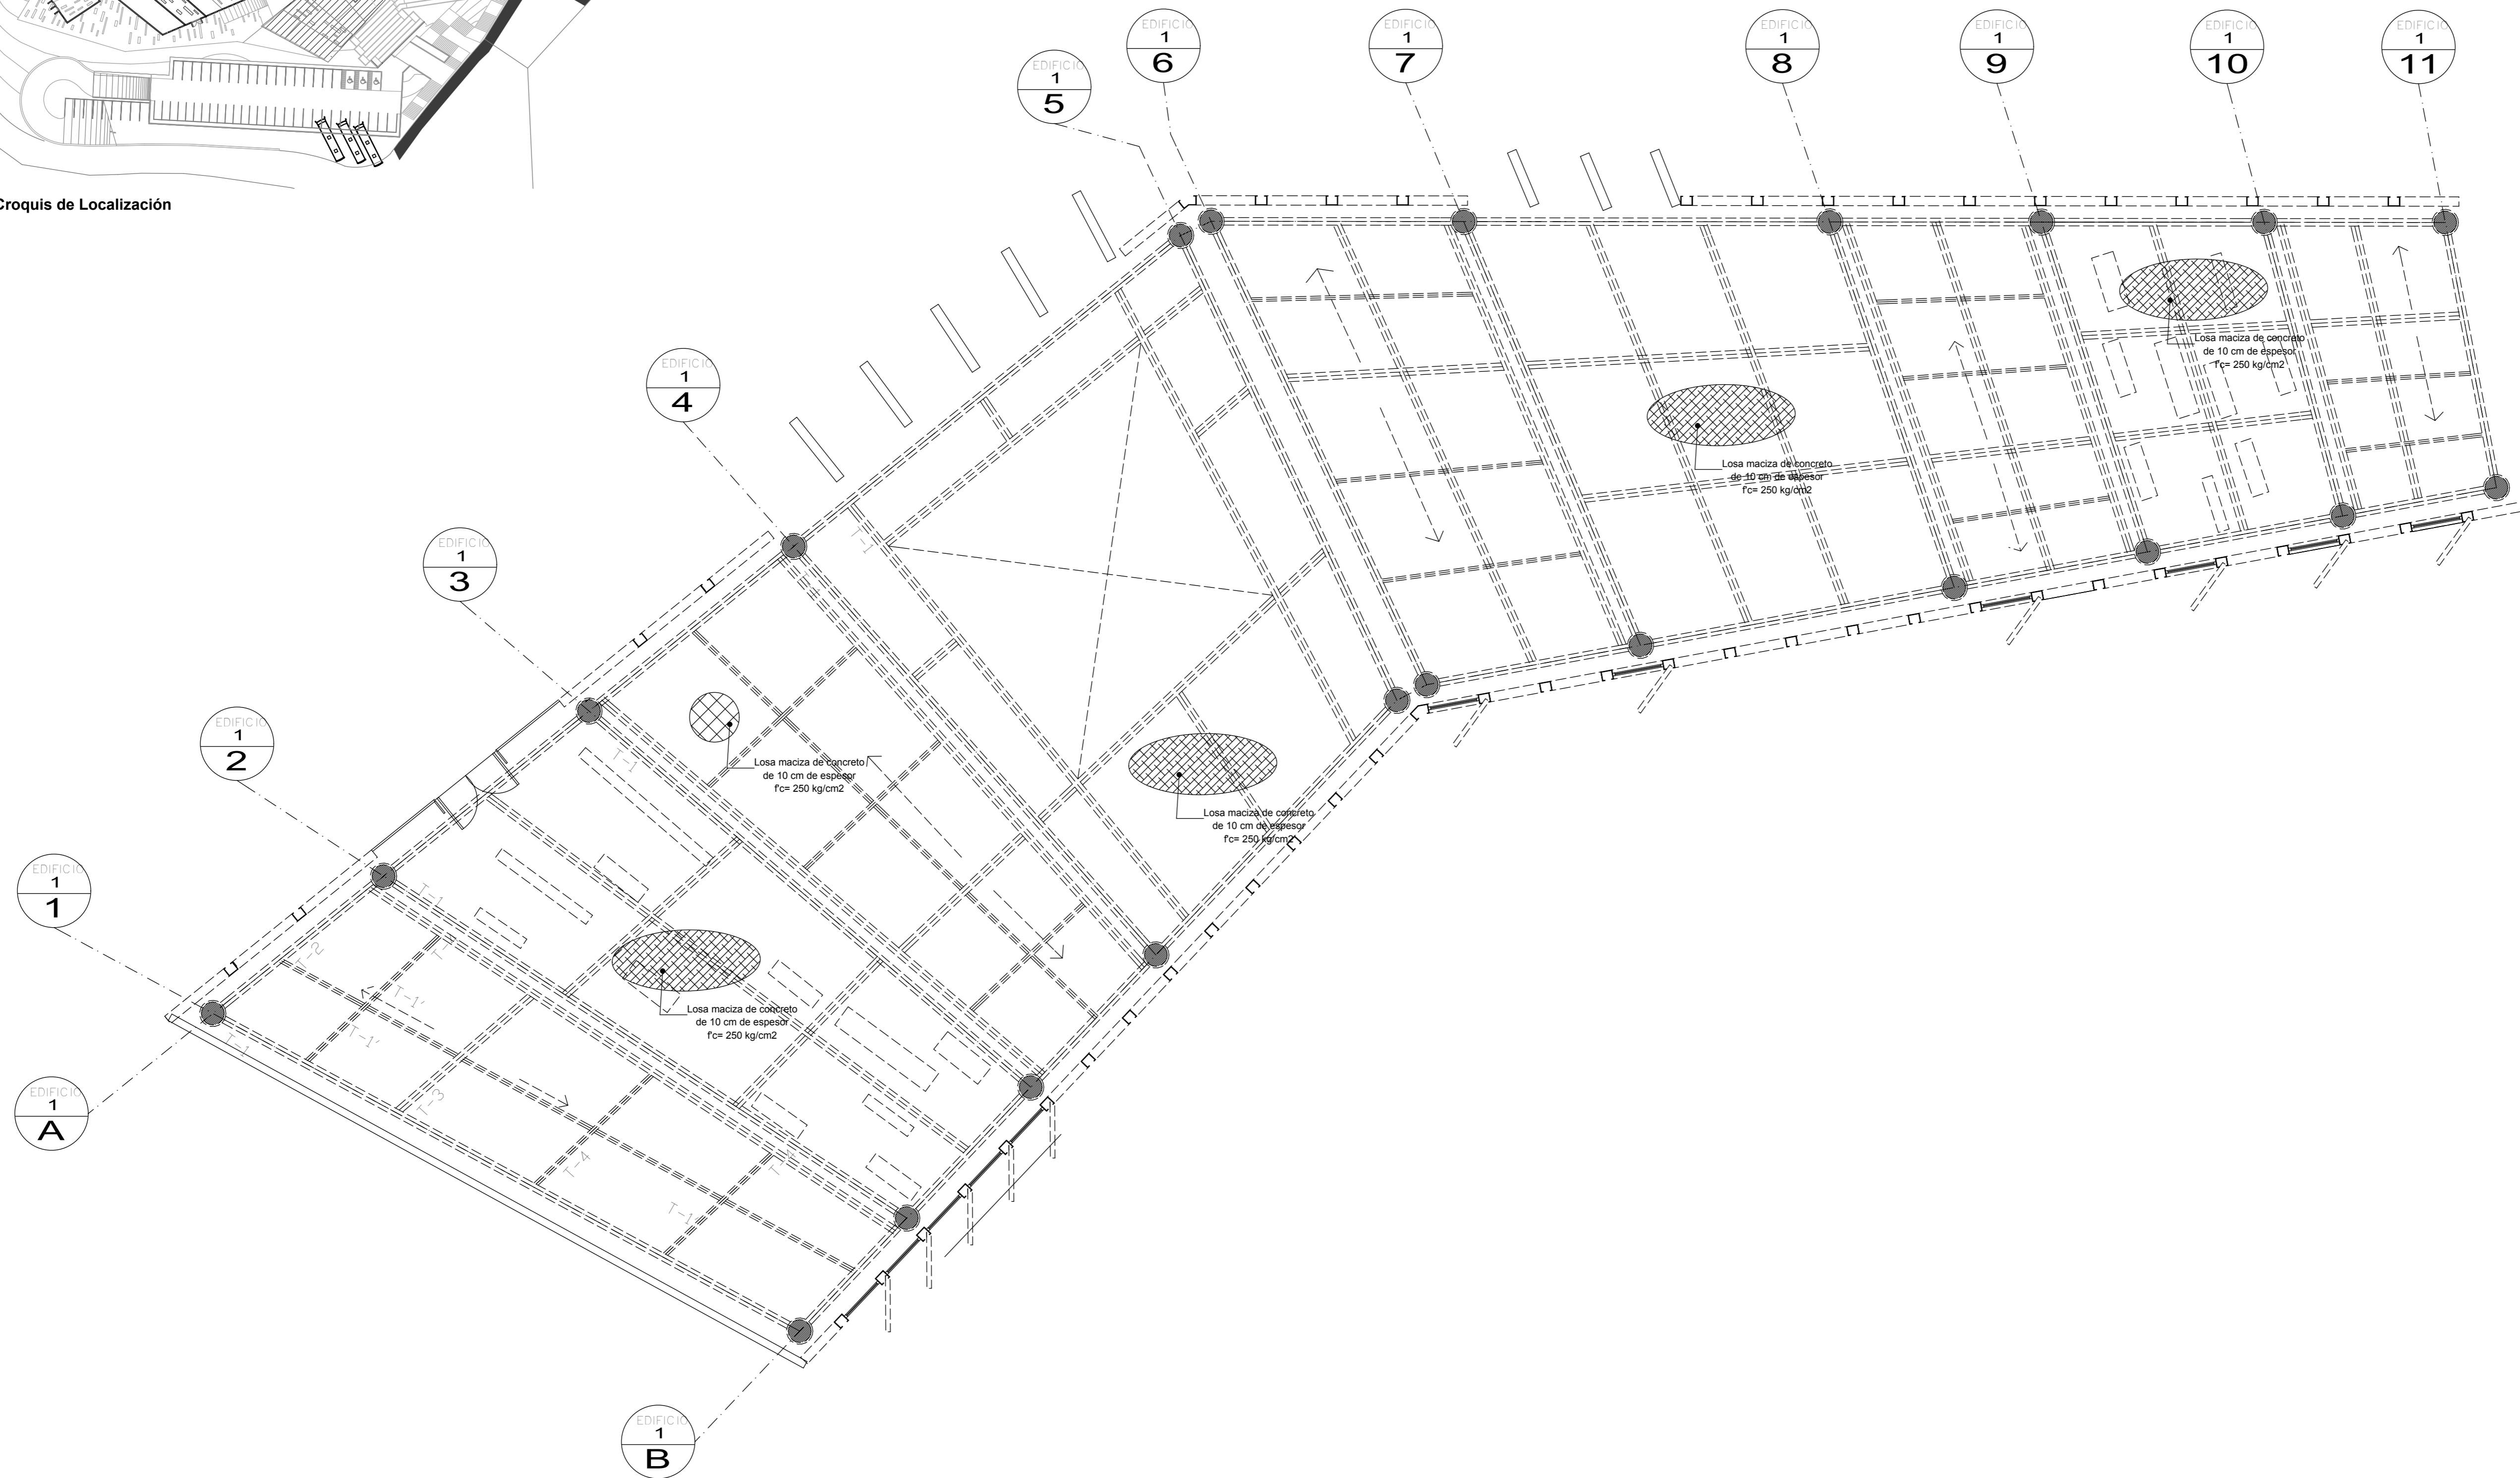 Croquis de Localización
EDIFICIO
1
5
EDIFICIO
1
6
EDIFICIO
1
7
EDIFICIO
1
8
EDIFICIO
1
9
EDIFICIO
1
10
EDIFICIO
1
11
EDIFICIO
1
4
EDIFICIO
1
3
EDIFICIO
1
2
EDIFICIO
1
1
EDIFICIO
1
A
EDIFICIO
1
B
Losa maciza de concreto
de 10 cm de espesor
f'c= 250 kg/cm2
Losa maciza de concreto
de 10 cm de espesor
f'c= 250 kg/cm2
Losa maciza de concreto
de 10 cm de espesor
f'c= 250 kg/cm2
Losa maciza de concreto
de 10 cm de espesor
f'c= 250 kg/cm2
Losa maciza de concreto
de 10 cm de espesor
f'c= 250 kg/cm2
T-1
T-1
T-2
T-1'
T-1'
T-1
T-3
T-4